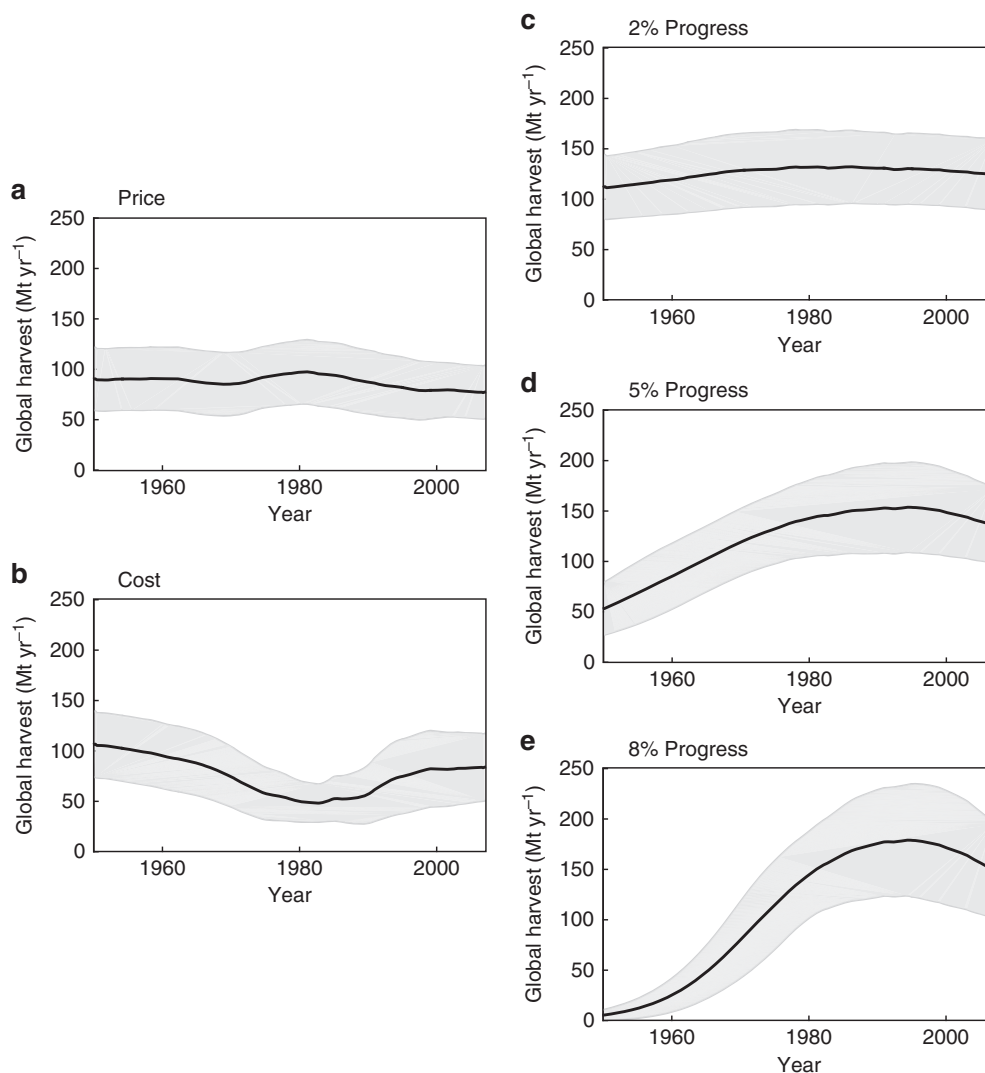 a
Price
Global harvest (Mt yr−1)
250
200
150
100
50
0
1960
1980
2000
Year
b
Cost
Global harvest (Mt yr−1)
250
200
150
100
50
0
1960
1980
2000
Year
c
2% Progress
Global harvest (Mt yr−1)
250
200
150
100
50
0
1960
1980
2000
Year
d
5% Progress
Global harvest (Mt yr−1)
250
200
150
100
50
0
1960
1980
2000
Year
e
8% Progress
Global harvest (Mt yr−1)
250
200
150
100
50
0
1960
1980
2000
Year